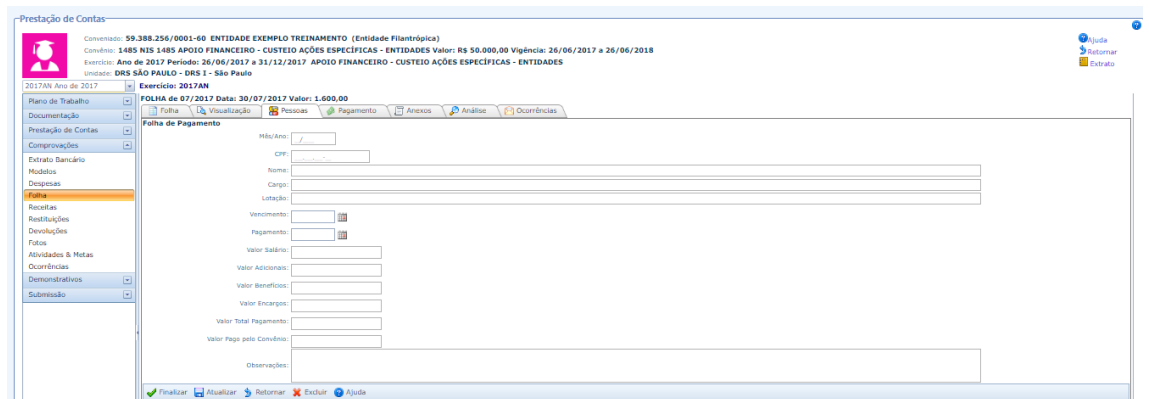 Prestação de Contas
Conveniado: 59.388.256/0001-60 ENTIDADE EXEMPLO TREINAMENTO (Entidade Filantrópica)
Convênio: 1485 NIS 1485 APOIO FINANCEIRO - CUSTEIO AÇÕES ESPECÍFICAS - ENTIDADES Valor: R$ 50.000,00 Vigência: 26/06/2017 a 26/06/2018
Exercício: Ano de 2017 Período: 26/06/2017 a 31/12/2017 APOIO FINANCEIRO - CUSTEIO AÇÕES ESPECÍFICAS - ENTIDADES
Unidade: DRS SÃO PAULO - DRS I - São Paulo
Ajuda
Retornar
Extrato
2017AN Ano de 2017
Plano de Trabalho
Documentação
Prestação de Contas
Comprovações
Extrato Bancário
Modelos
Despesas
Folha
Receitas
Restituições
Devoluções
Fotos
Atividades & Metas
Ocorrências
Demonstrativos
Submissão
Exercício: 2017AN
FOLHA de 07/2017 Data: 30/07/2017 Valor: 1.600,00
Folha Visualização Pessoas Pagamento Anexos Análise Ocorrências
Folha de Pagamento
Mês/Ano: _/___
CPF: __.__.__-_
Nome:
Cargo:
Lotação:
Vencimento:
Pagamento:
Valor Salário:
Valor Adicionais:
Valor Benefícios:
Valor Encargos:
Valor Total Pagamento:
Valor Pago pelo Convênio:
Observações:
Finalizar Atualizar Retornar Excluir Ajuda